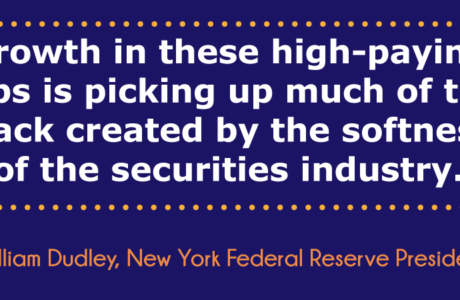 rowth in these high-payin
bs is picking up much of t
ack created by the softnes
of the securities industry.
lliam Dudley, New York Federal Reserve Preside